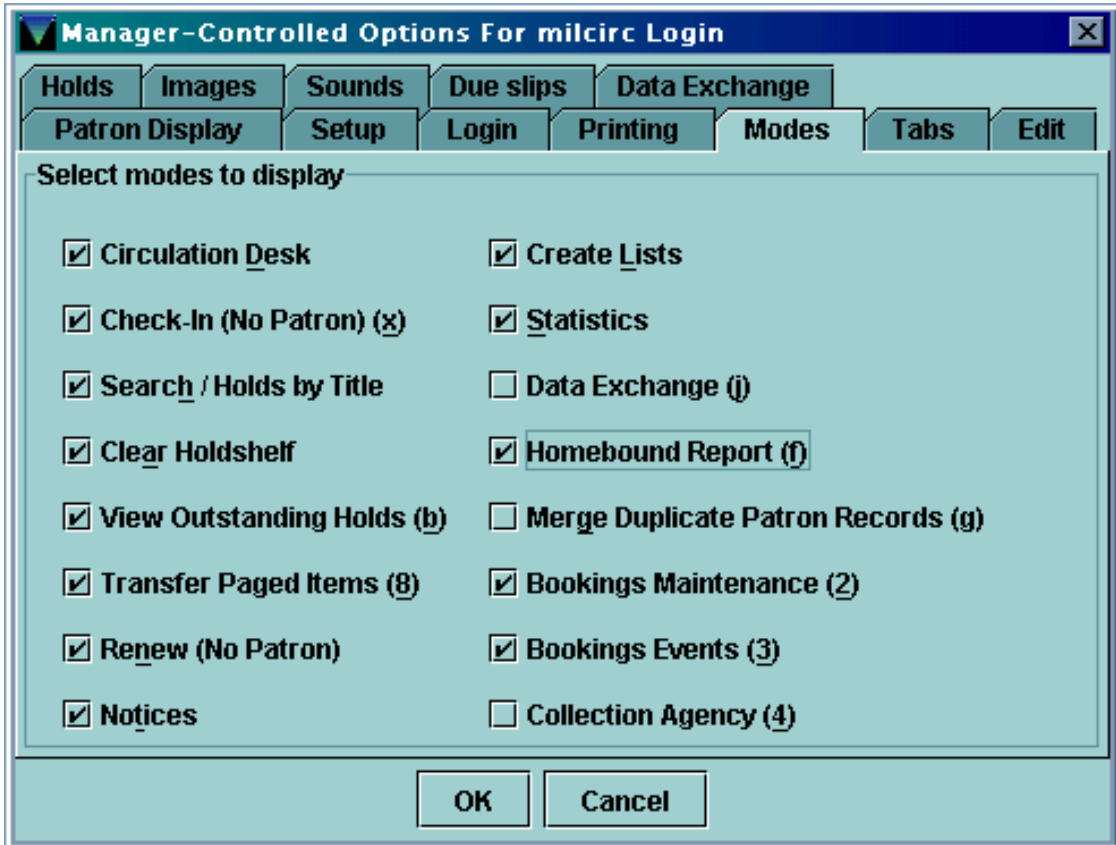 Manager-Controlled Options For milcirc Login
Holds Images Sounds Due slips Data Exchange
Patron Display Setup Login Printing Modes Tabs Edit
Select modes to display
Circulation Desk Create Lists
Check-In (No Patron) (x) Statistics
Search / Holds by Title Data Exchange (j)
Clear Holdshelf Homebound Report (f)
View Outstanding Holds (b) Merge Duplicate Patron Records (g)
Transfer Paged Items (8) Bookings Maintenance (2)
Renew (No Patron) Bookings Events (3)
Notices Collection Agency (4)
OK Cancel